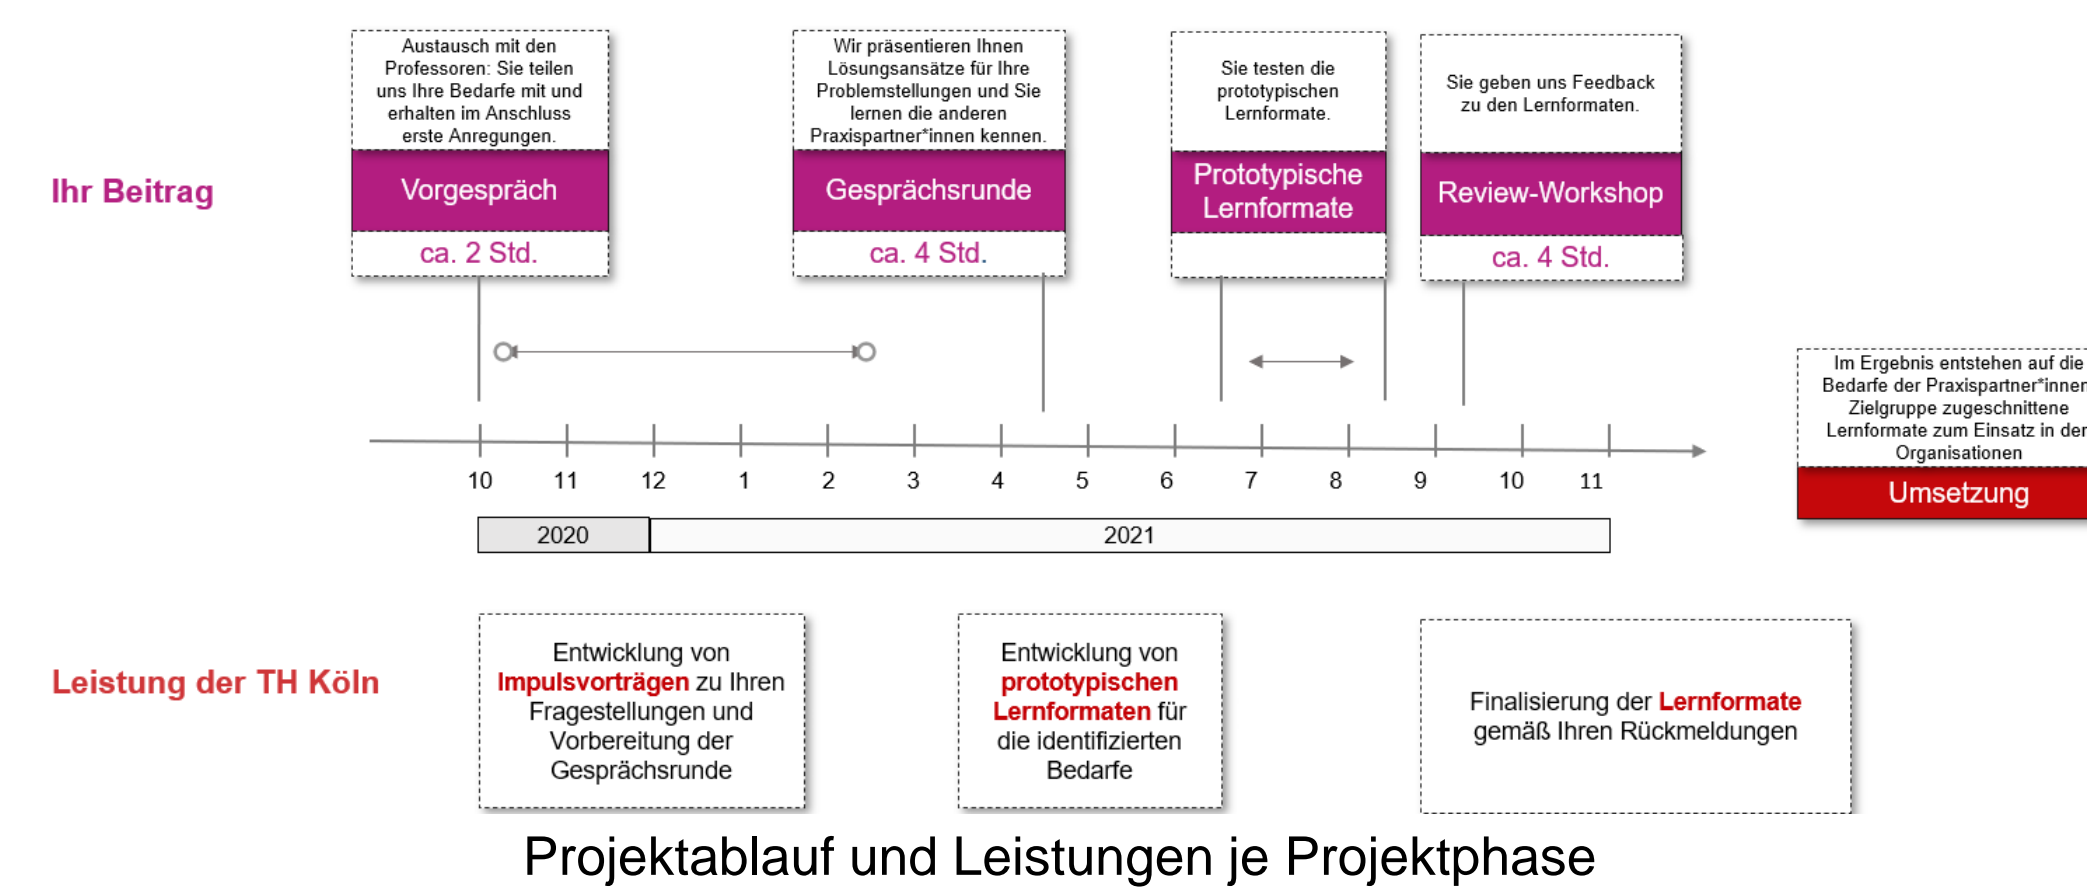 Austausch mit den
Professoren: Sie teilen
uns Ihre Bedarfe mit und
erhalten im Anschluss
erste Anregungen.
Wir präsentieren Ihnen
Lösungsansätze für Ihre
Problemstellungen und Sie
lernen die anderen
Praxispartner*innen kennen.
Sie testen die
prototypischen
Lernformate.
Sie geben uns Feedback
zu den Lernformaten.
Ihr Beitrag
Vorgespräch
Gesprächsrunde
Prototypische
Lernformate
Review-Workshop
ca. 2 Std.
ca. 4 Std.
ca. 4 Std.
Im Ergebnis entstehen auf die
Bedarfe der Praxispartner*innen
Zielgruppe zugeschnittene
Lernformate zum Einsatz in der
Organisationen
Umsetzung
10 11 12 1 2 3 4 5 6 7 8 9 10 11
2020 2021
Leistung der TH Köln
Entwicklung von
Impulsvorträgen zu Ihren
Fragestellungen und
Vorbereitung der
Gesprächsrunde
Entwicklung von
prototypischen
Lernformaten für
die identifizierten
Bedarfe
Finalisierung der Lernformate
gemäß Ihren Rückmeldungen
Projektablauf und Leistungen je Projektphase